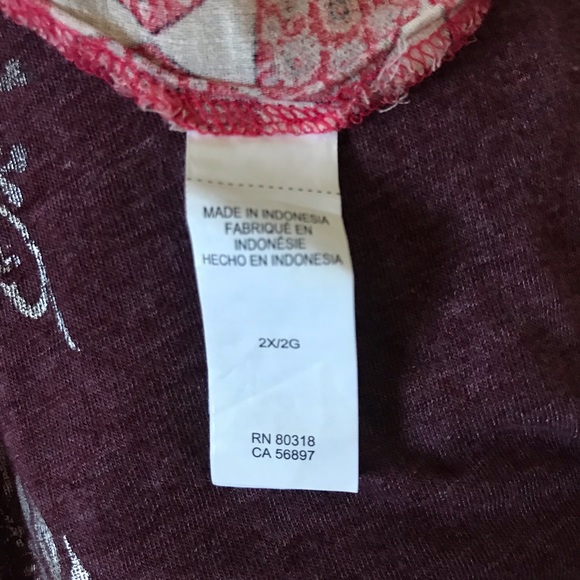 MADE IN INDONESIA
FABRIQUÉ EN
INDONÉSIE
HECHO EN INDONESIA
2X/2G
RN 80318
CA 56897